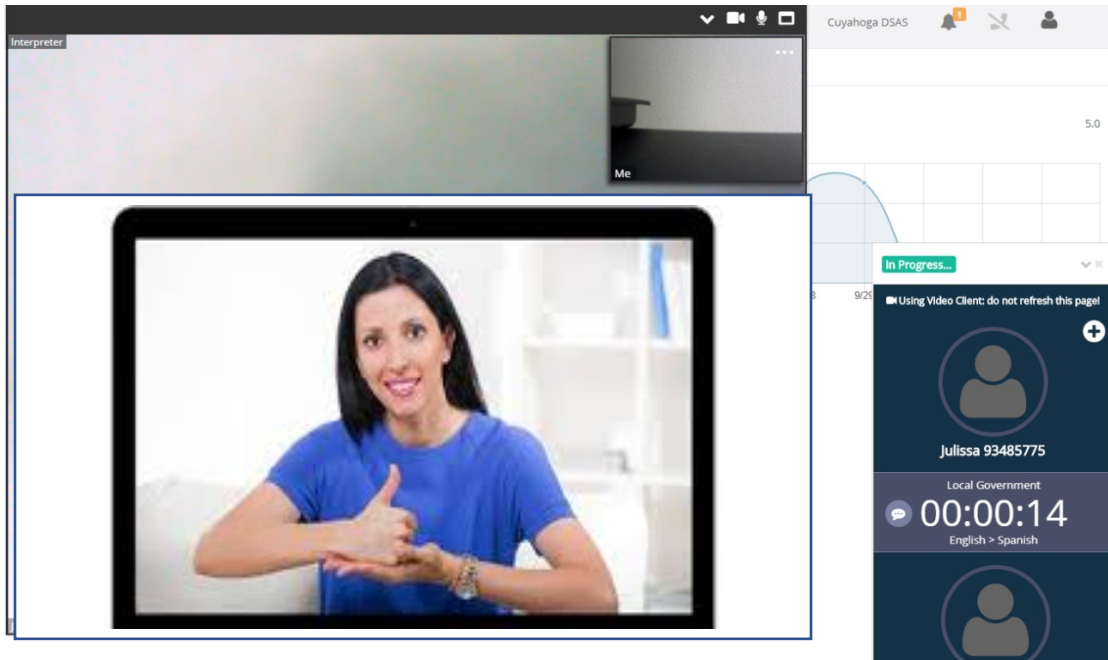 Interpreter
Me
Cuyahoga DSAS
1
5.0
9/29
In Progress...
Using Video Client: do not refresh this page!
Julissa 93485775
Local Government
00:00:14
English > Spanish